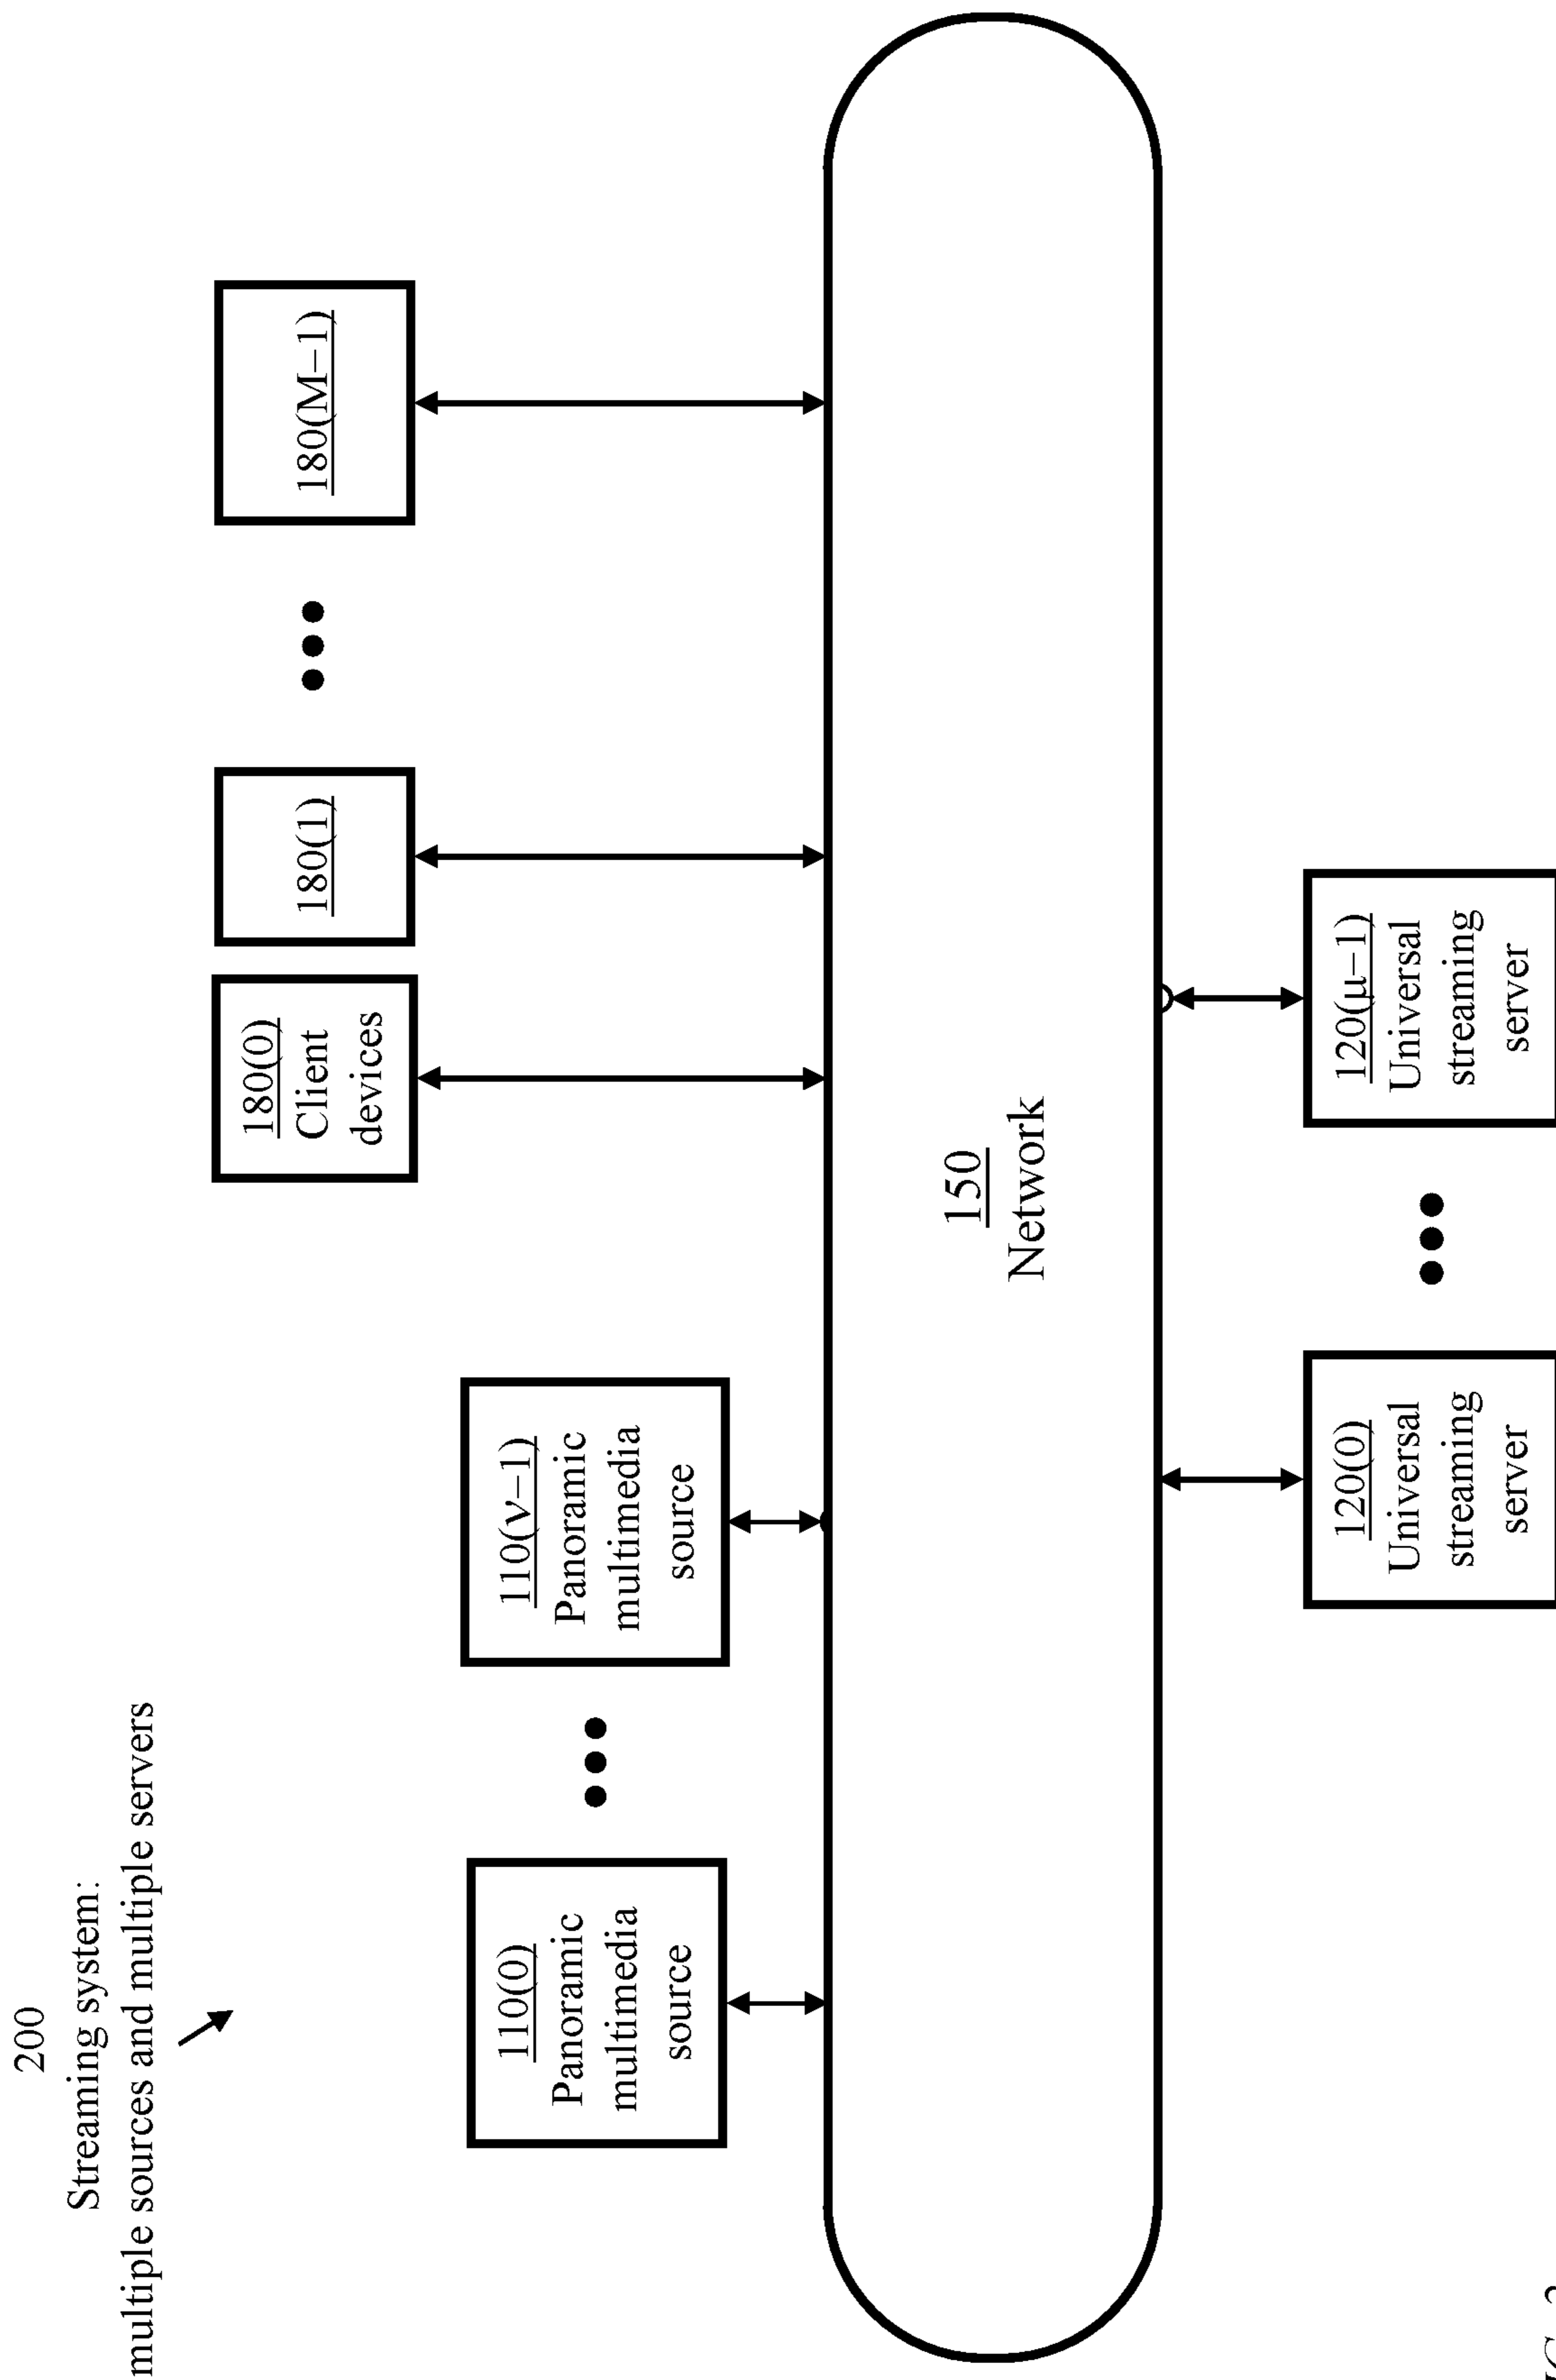 200
Streaming system:
multiple sources and multiple servers
110(0)
Panoramic
multimedia
source
110(ν−1)
Panoramic
multimedia
source
180(0)
Client
devices
180(1)
180(M−1)
150
Network
120(0)
Universal
streaming
server
120(μ−1)
Universal
streaming
server